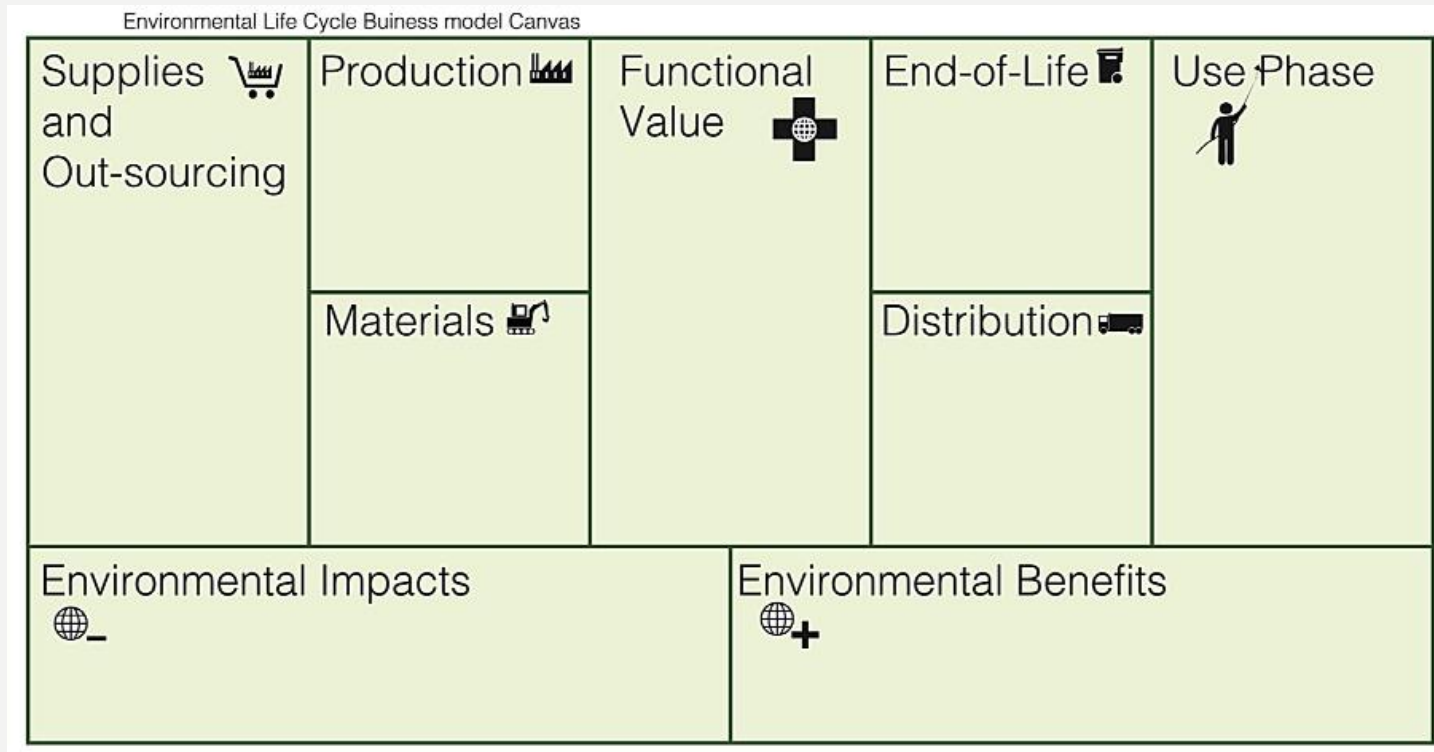 Environmental Life Cycle Buiness model Canvas
Supplies
and
Out-sourcing
Production
Materials
Functional
Value
End-of-Life
Distribution
Use Phase
Environmental Impacts
Environmental Benefits